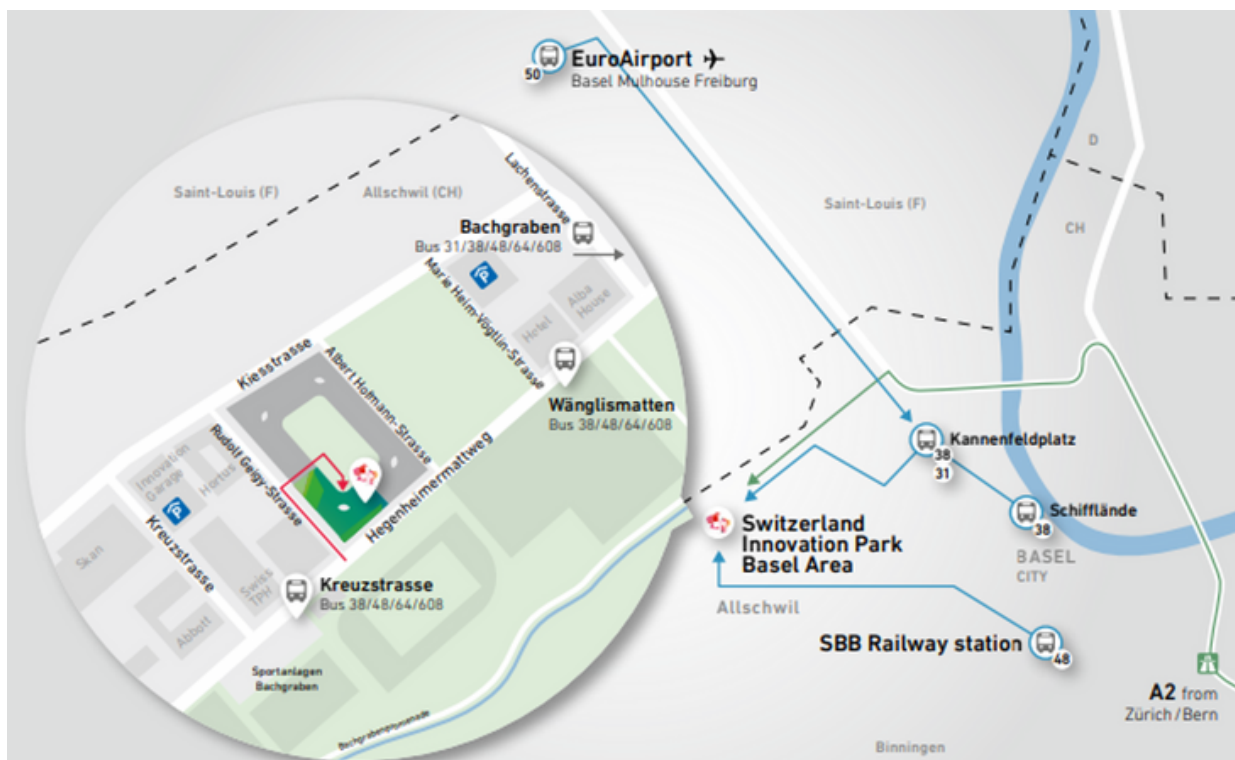 EuroAirport
50
Basel Mulhouse Freiburg
D
CH
Saint-Louis (F)
Allschwil (CH)
Saint-Louis (F)
Lachenstrasse
Bachgraben
Bus 31/38/48/64/608
P
Marie Heim-Vögtlin-Strasse
Alba
House
Hotel
Kiesstrasse
Albert Hofmann-Strasse
Wänglismatten
Bus 38/48/64/608
Rudolf Geigy-Strasse
Hegenheimermattweg
Innovation
Garage
Hortus
P
Kreuzstrasse
Skan
Swiss
TPH
Abbott
Kreuzstrasse
Bus 38/48/64/608
Sportanlagen
Bachgraben
Bachgrabenpromenade
Kannenfeldplatz
38
31
Schifflände
38
Switzerland
Innovation Park
Basel Area
BASEL
CITY
Allschwil
SBB Railway station
48
A2 from
Zürich/Bern
Binningen